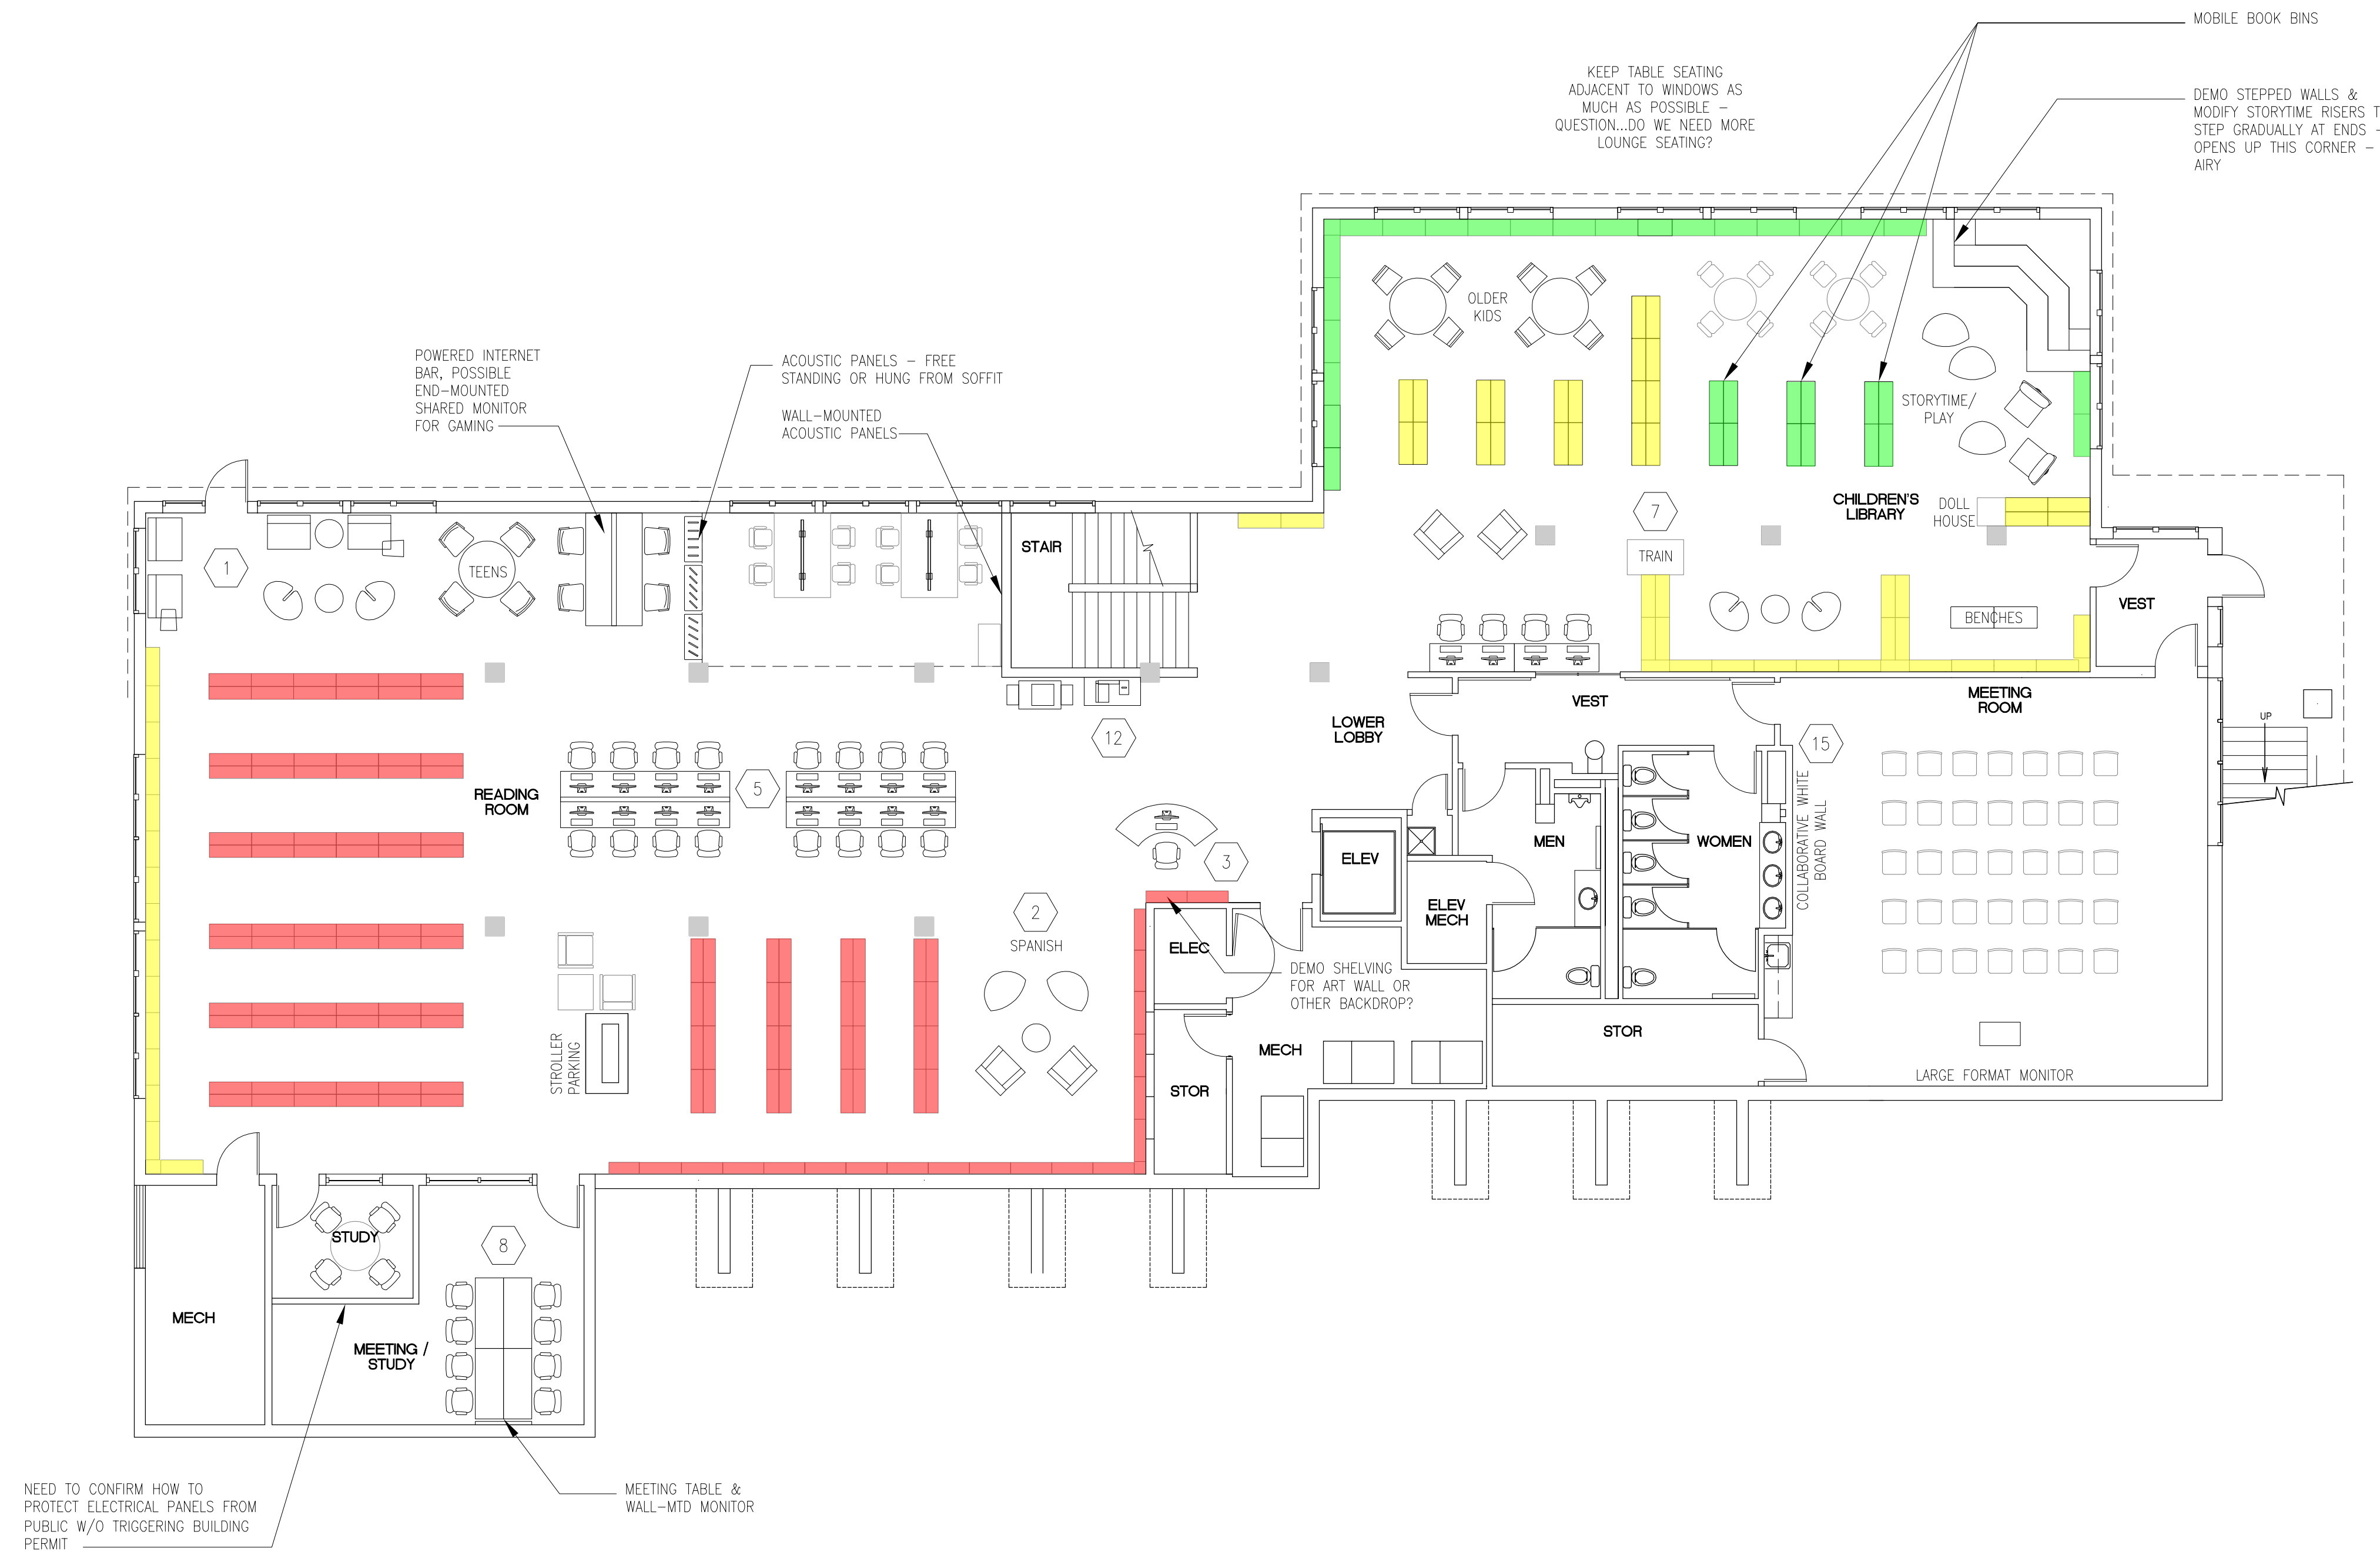 MOBILE BOOK BINS
KEEP TABLE SEATING
ADJACENT TO WINDOWS AS
MUCH AS POSSIBLE –
QUESTION...DO WE NEED MORE
LOUNGE SEATING?
DEMO STEPPED WALLS &
MODIFY STORYTIME RISERS T
STEP GRADUALLY AT ENDS –
OPENS UP THIS CORNER –
AIRY
POWERED INTERNET
BAR, POSSIBLE
END–MOUNTED
SHARED MONITOR
FOR GAMING
ACOUSTIC PANELS – FREE
STANDING OR HUNG FROM SOFFIT
WALL–MOUNTED
ACOUSTIC PANELS
OLDER
KIDS
STORYTIME/
PLAY
CHILDREN'S
LIBRARY
DOLL
HOUSE
7
TRAIN
BENCHES
VEST
STAIR
1
TEENS
12
LOWER
LOBBY
VEST
MEETING
ROOM
15
UP
READING
ROOM
5
3
2
SPANISH
ELEV
MEN
WOMEN
COLLABORATIVE WHITE
BOARD WALL
ELEV
MECH
ELEC
DEMO SHELVING
FOR ART WALL OR
OTHER BACKDROP?
STROLLER
PARKING
MECH
STOR
STOR
LARGE FORMAT MONITOR
STUDY
8
MECH
MEETING /
STUDY
NEED TO CONFIRM HOW TO
PROTECT ELECTRICAL PANELS FROM
PUBLIC W/O TRIGGERING BUILDING
PERMIT
MEETING TABLE &
WALL–MTD MONITOR